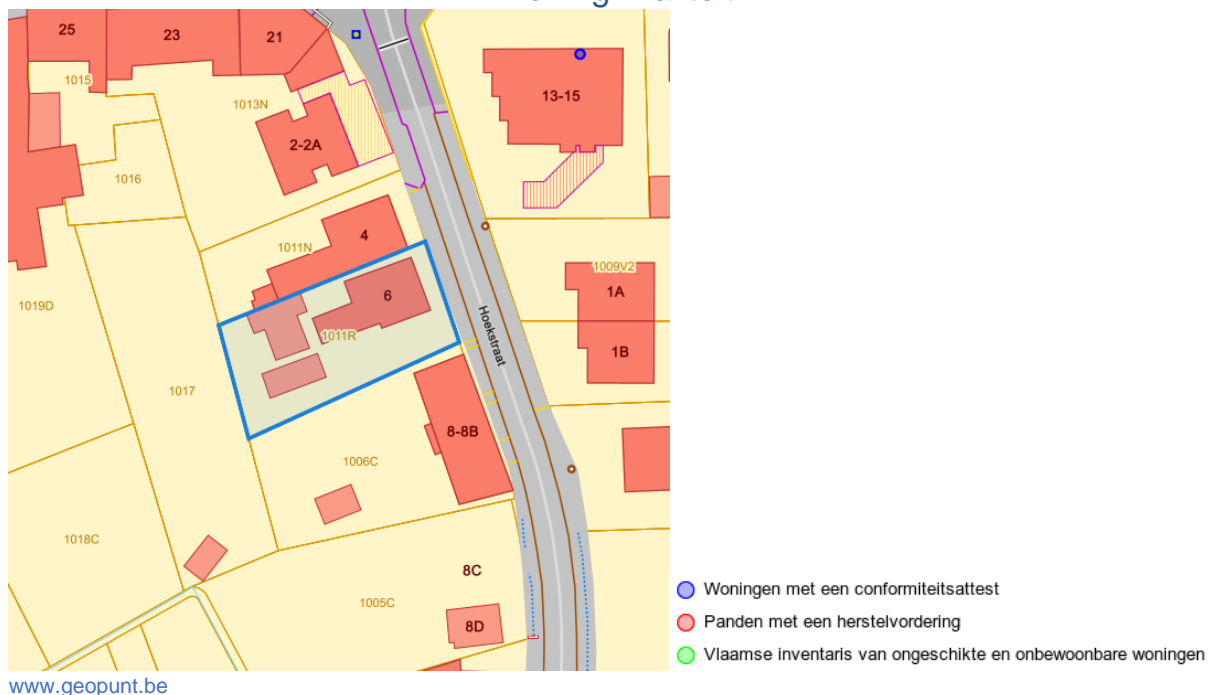 25
23
21
1015
1013N
13-15
2-2A
1016
4
1011N
1009V2
1A
6
1019D
Hoekstraat
1011R
1B
1017
8-8B
1006C
1018C
8C
1005C
8D
Woningen met een conformiteitsattest
Panden met een herstelvordering
Vlaamse inventaris van ongeschikte en onbewoonbare woningen
www.geopunt.be